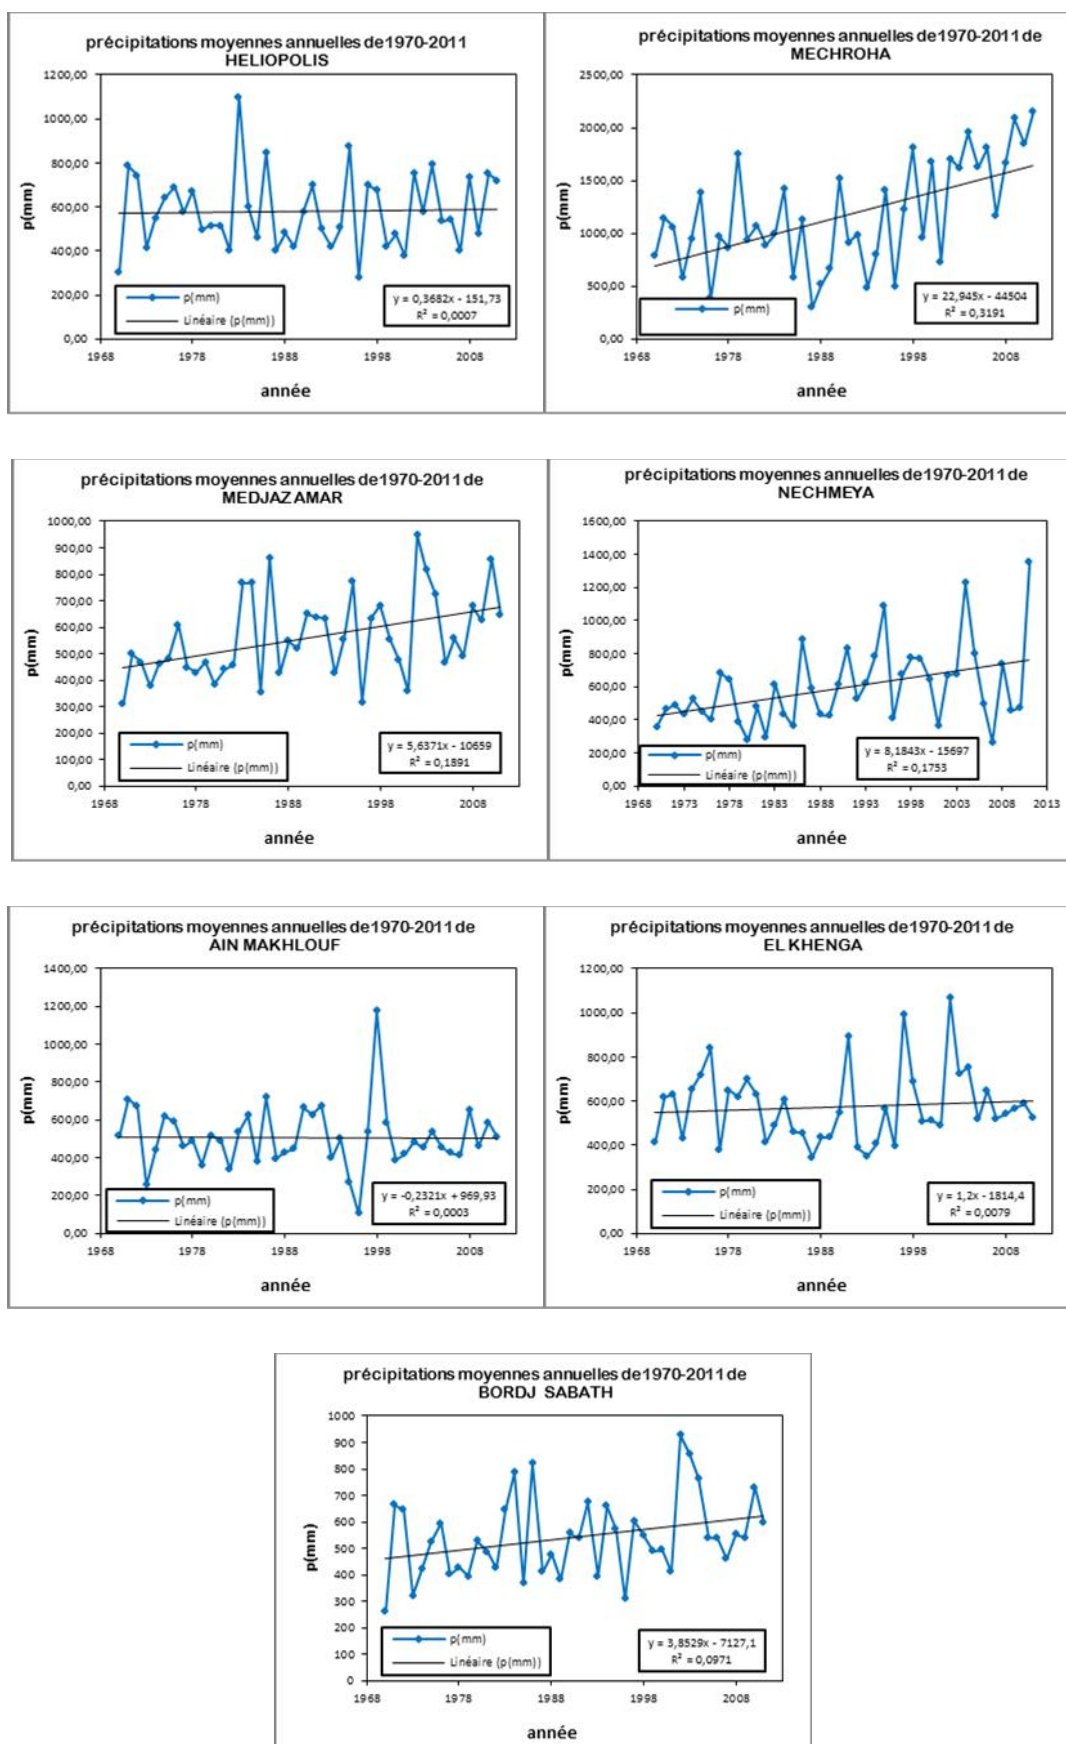 précipitations moyennes annuelles de1970-2011
HELIOPOLIS
1200,00
1000,00
800,00
600,00
400,00
200,00
0,00
p(mm)
p(mm)
Linéaire (p(mm))
y = 0,3682x - 151,73
R² = 0,0007
1968 1978 1988 1998 2008
année
précipitations moyennes annuelles de1970-2011 de
MECHROHA
2500,00
2000,00
1500,00
1000,00
500,00
0,00
p(mm)
p(mm)
y = 22,945x - 44504
R² = 0,3191
1968 1978 1988 1998 2008
année
précipitations moyennes annuelles de1970-2011 de
MEDJAZ AMAR
1000,00
900,00
800,00
700,00
600,00
500,00
400,00
300,00
200,00
100,00
0,00
p(mm)
p(mm)
Linéaire (p(mm))
y = 5,6371x - 10659
R² = 0,1891
1968 1978 1988 1998 2008
année
précipitations moyennes annuelles de1970-2011 de
NECHMEYA
1600,00
1400,00
1200,00
1000,00
800,00
600,00
400,00
200,00
0,00
p(mm)
p(mm)
Linéaire (p(mm))
y = 8,1843x - 15697
R² = 0,1753
1968 1973 1978 1983 1988 1993 1998 2003 2008 2013
année
précipitations moyennes annuelles de1970-2011 de
AIN MAKHLOUF
1400,00
1200,00
1000,00
800,00
600,00
400,00
200,00
0,00
p(mm)
p(mm)
Linéaire (p(mm))
y = -0,2321x + 969,93
R² = 0,0003
1968 1978 1988 1998 2008
année
précipitations moyennes annuelles de1970-2011 de
EL KHENGA
1200,00
1000,00
800,00
600,00
400,00
200,00
0,00
p(mm)
p(mm)
Linéaire (p(mm))
y = 1,2x - 1814,4
R² = 0,0079
1968 1978 1988 1998 2008
année
précipitations moyennes annuelles de1970-2011 de
BORDJ SABATH
1000
900
800
700
600
500
400
300
200
100
0
p(mm)
p(mm)
Linéaire (p(mm))
y = 3,8529x - 7127,1
R² = 0,0971
1968 1978 1988 1998 2008
année